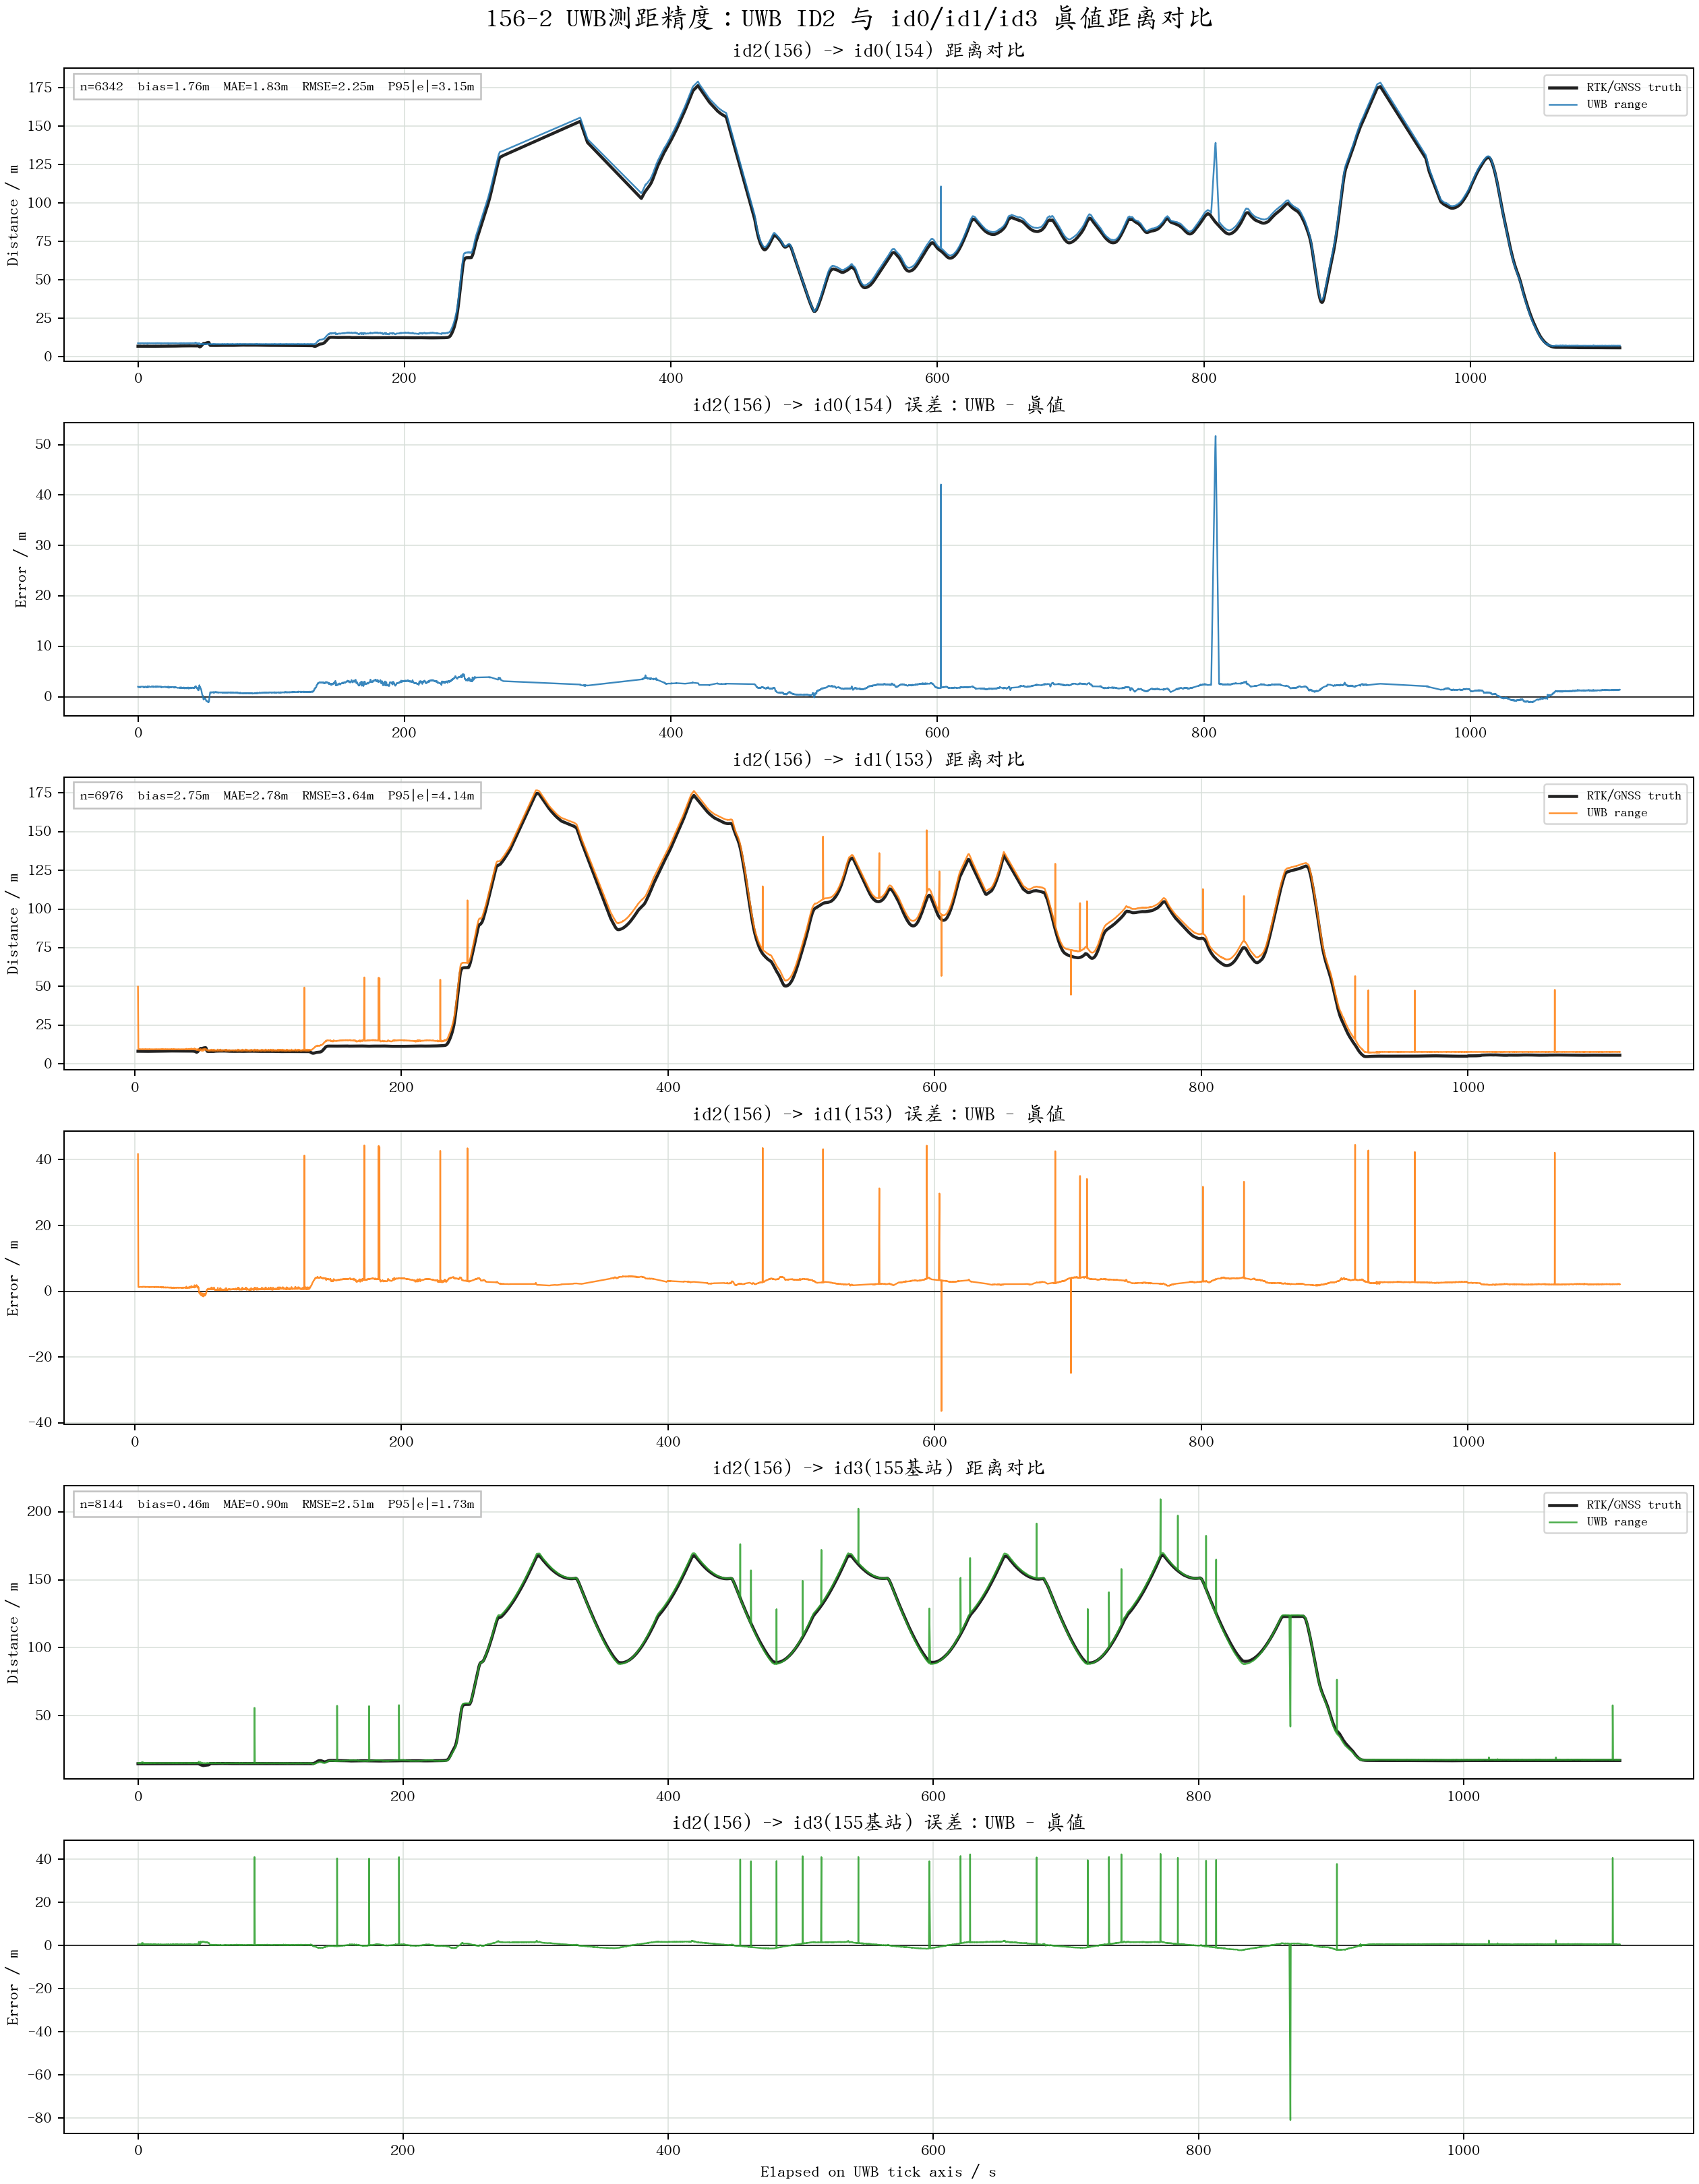 156-2 UWB测距精度：UWB ID2 与 id0/id1/id3 真值距离对比
id2(156) -> id0(154) 距离对比
n=6342 bias=1.76m MAE=1.83m RMSE=2.25m P95|e|=3.15m
RTK/GNSS truth
UWB range
Distance / m
175
150
125
100
75
50
25
0
0 200 400 600 800 1000
id2(156) -> id0(154) 误差：UWB - 真值
Error / m
50
40
30
20
10
0
0 200 400 600 800 1000
id2(156) -> id1(153) 距离对比
n=6976 bias=2.75m MAE=2.78m RMSE=3.64m P95|e|=4.14m
RTK/GNSS truth
UWB range
Distance / m
175
150
125
100
75
50
25
0
0 200 400 600 800 1000
id2(156) -> id1(153) 误差：UWB - 真值
Error / m
40
20
0
-20
-40
0 200 400 600 800 1000
id2(156) -> id3(155基站) 距离对比
n=8144 bias=0.46m MAE=0.90m RMSE=2.51m P95|e|=1.73m
RTK/GNSS truth
UWB range
Distance / m
200
150
100
50
0 200 400 600 800 1000
id2(156) -> id3(155基站) 误差：UWB - 真值
Error / m
40
20
0
-20
-40
-60
-80
0 200 400 600 800 1000
Elapsed on UWB tick axis / s